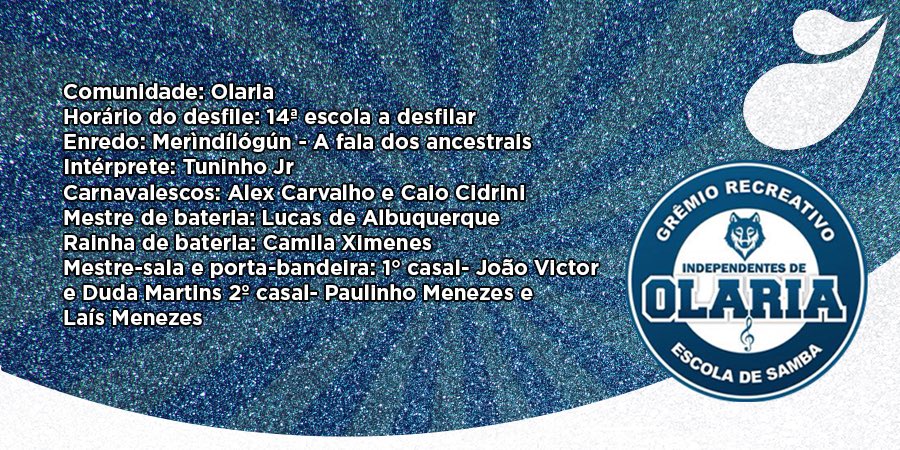 Comunidade: Olaria
Horário do desfile: 14ª escola a desfilar
Enredo: Merìndílógún - A fala dos ancestrais
Intérprete: Tuninho Jr
Carnavalescos: Alex Carvalho e Caio Cidrini
Mestre de bateria: Lucas de Albuquerque
Rainha de bateria: Camila Ximenes
Mestre-sala e porta-bandeira: 1º casal- João Victor
e Duda Martins 2º casal- Paulinho Menezes e
Laís Menezes
GRÊMIO RECREATIVO
INDEPENDENTES DE
OLARIA
ESCOLA DE SAMBA